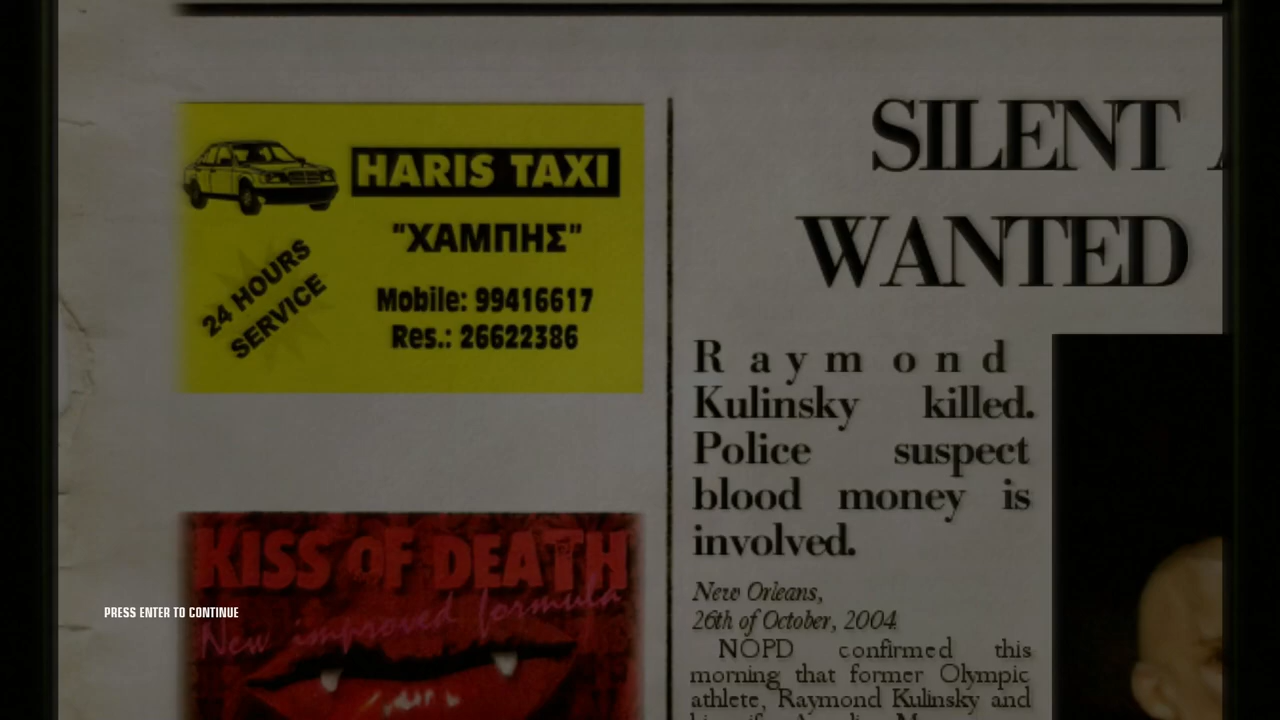 HARIS TAXI
"ΧΑΜΠΗΣ"
24 HOURS
SERVICE
Mobile: 99416617
Res.: 26622386
KISS OF DEATH
New improved formula
PRESS ENTER TO CONTINUE
SILENT
WANTED
Raymond
Kulinsky killed.
Police suspect
blood money is
involved.
New Orleans,
26th of October, 2004
NOPD confirmed this
morning that former Olympic
athlete, Raymond Kulinsky and